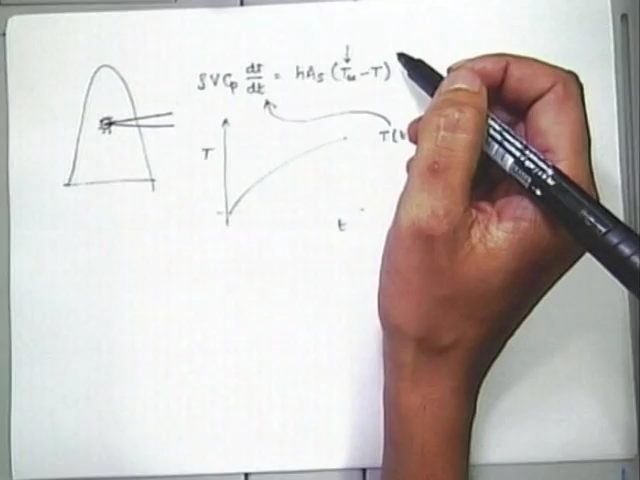 ρVCp dT/dt = hAs (T∞ - T)
T(
T
t